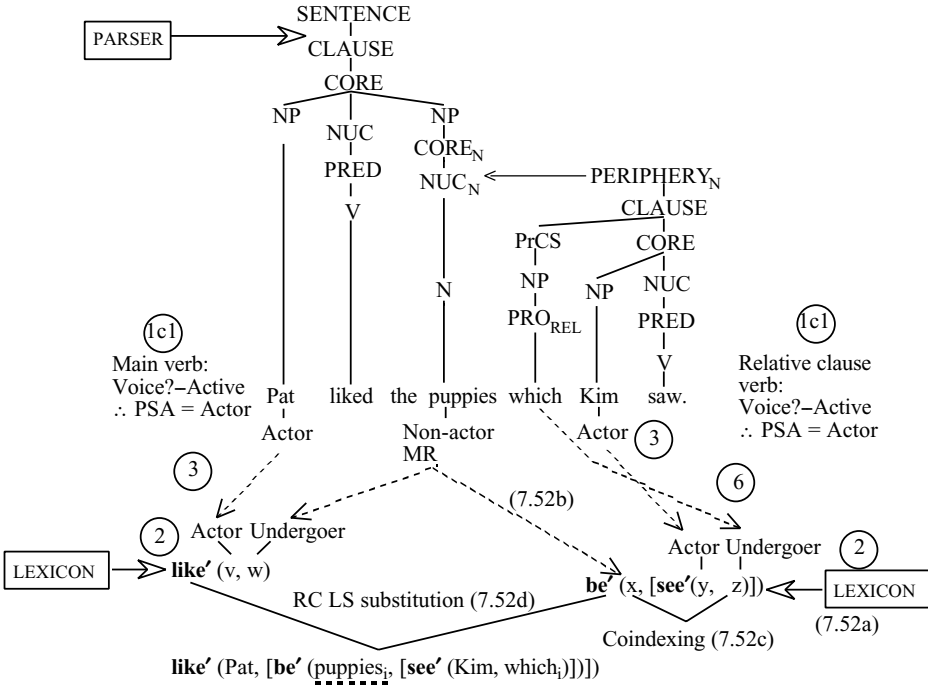 SENTENCE
PARSER
CLAUSE
CORE
NP NP
NUC CORE_N
PRED NUC_N PERIPHERY_N
V CLAUSE
PrCS CORE
N NP NP NUC
PRO_REL PRED
1c1 1c1
Main verb: V Relative clause
Voice?–Active verb:
∴ PSA = Actor Voice?–Active
∴ PSA = Actor
Pat liked the puppies which Kim saw.
Actor Non-actor Actor 3
MR
3 6
(7.52b)
2 Actor Undergoer Actor Undergoer 2
LEXICON like′ (v, w) be′ (x, [see′(y, z)]) LEXICON
RC LS substitution (7.52d) (7.52a)
Coindexing (7.52c)
like′ (Pat, [be′ (puppies_i, [see′ (Kim, which_i)])])